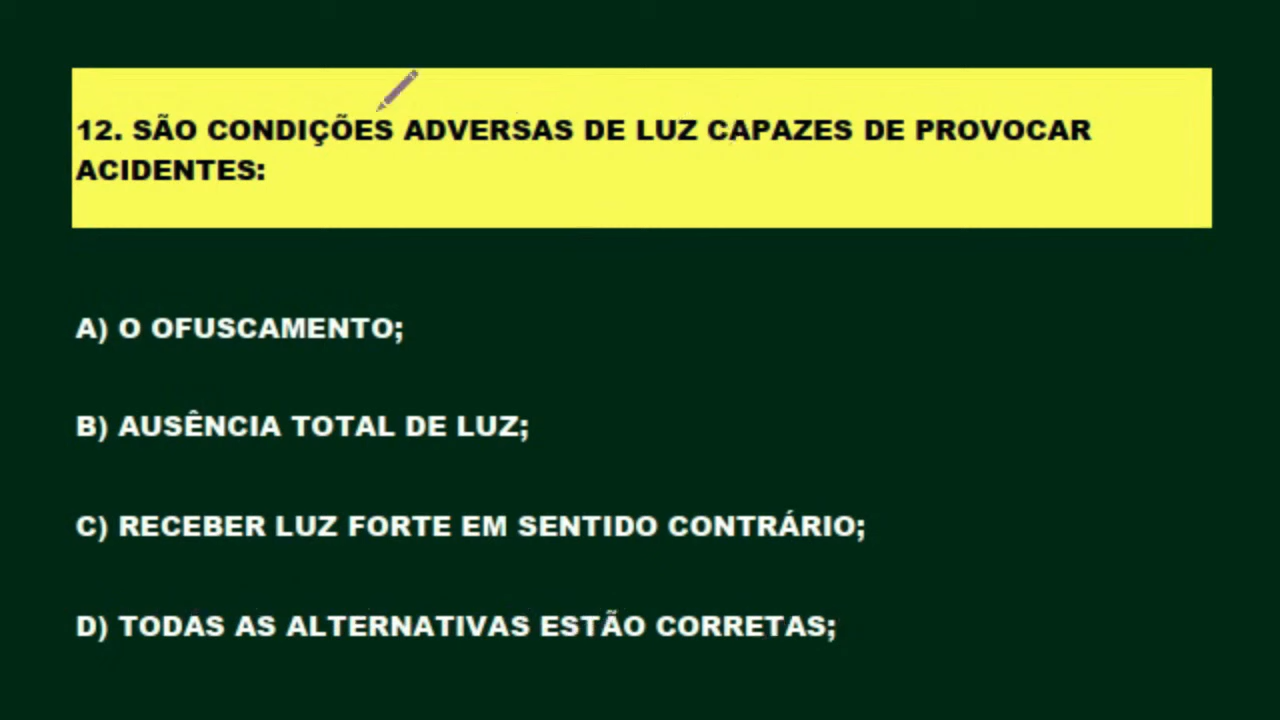 12. SÃO CONDIÇÕES ADVERSAS DE LUZ CAPAZES DE PROVOCAR
ACIDENTES:
A) O OFUSCAMENTO;
B) AUSÊNCIA TOTAL DE LUZ;
C) RECEBER LUZ FORTE EM SENTIDO CONTRÁRIO;
D) TODAS AS ALTERNATIVAS ESTÃO CORRETAS;